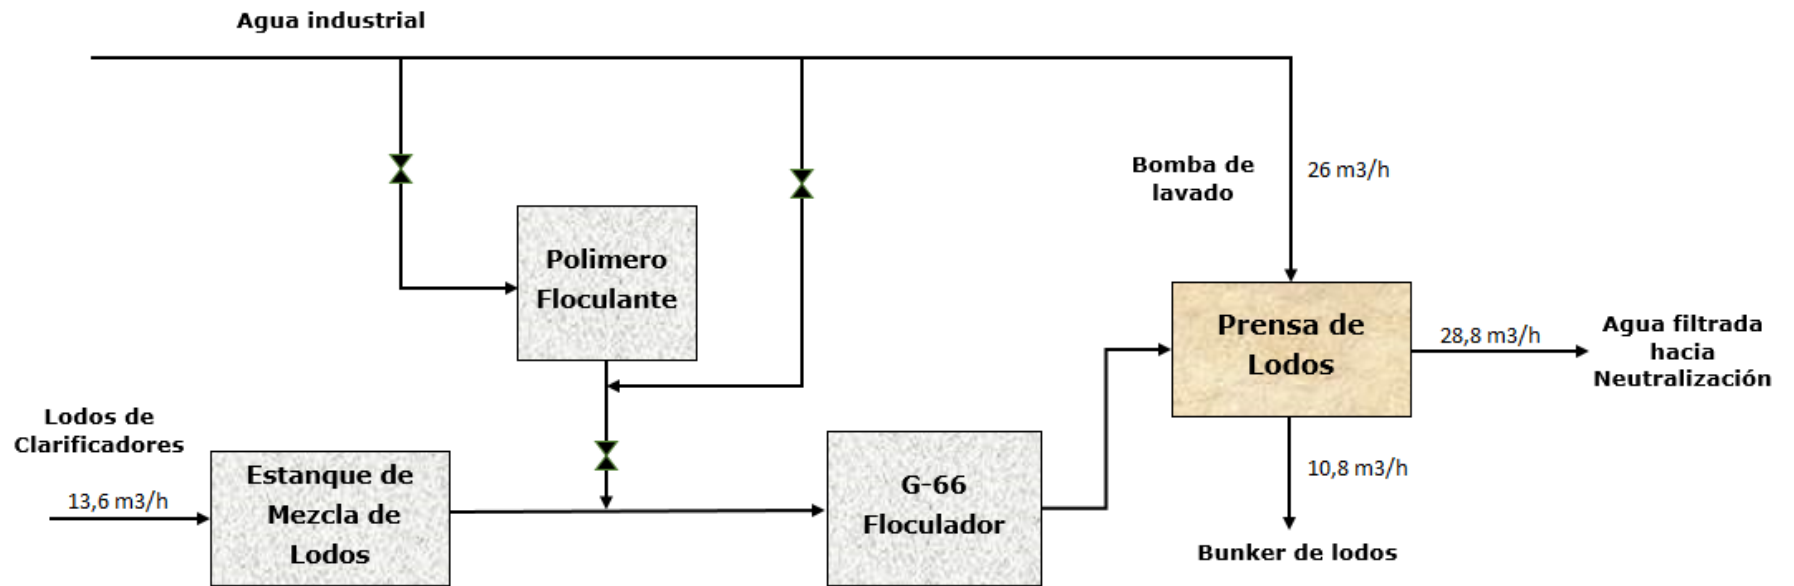 Agua industrial
Bomba de
lavado
26 m3/h
Polimero
Floculante
Prensa de
Lodos
28,8 m3/h
Agua filtrada
hacia
Neutralización
Lodos de
Clarificadores
13,6 m3/h
Estanque de
Mezcla de
Lodos
G-66
Floculador
10,8 m3/h
Bunker de lodos